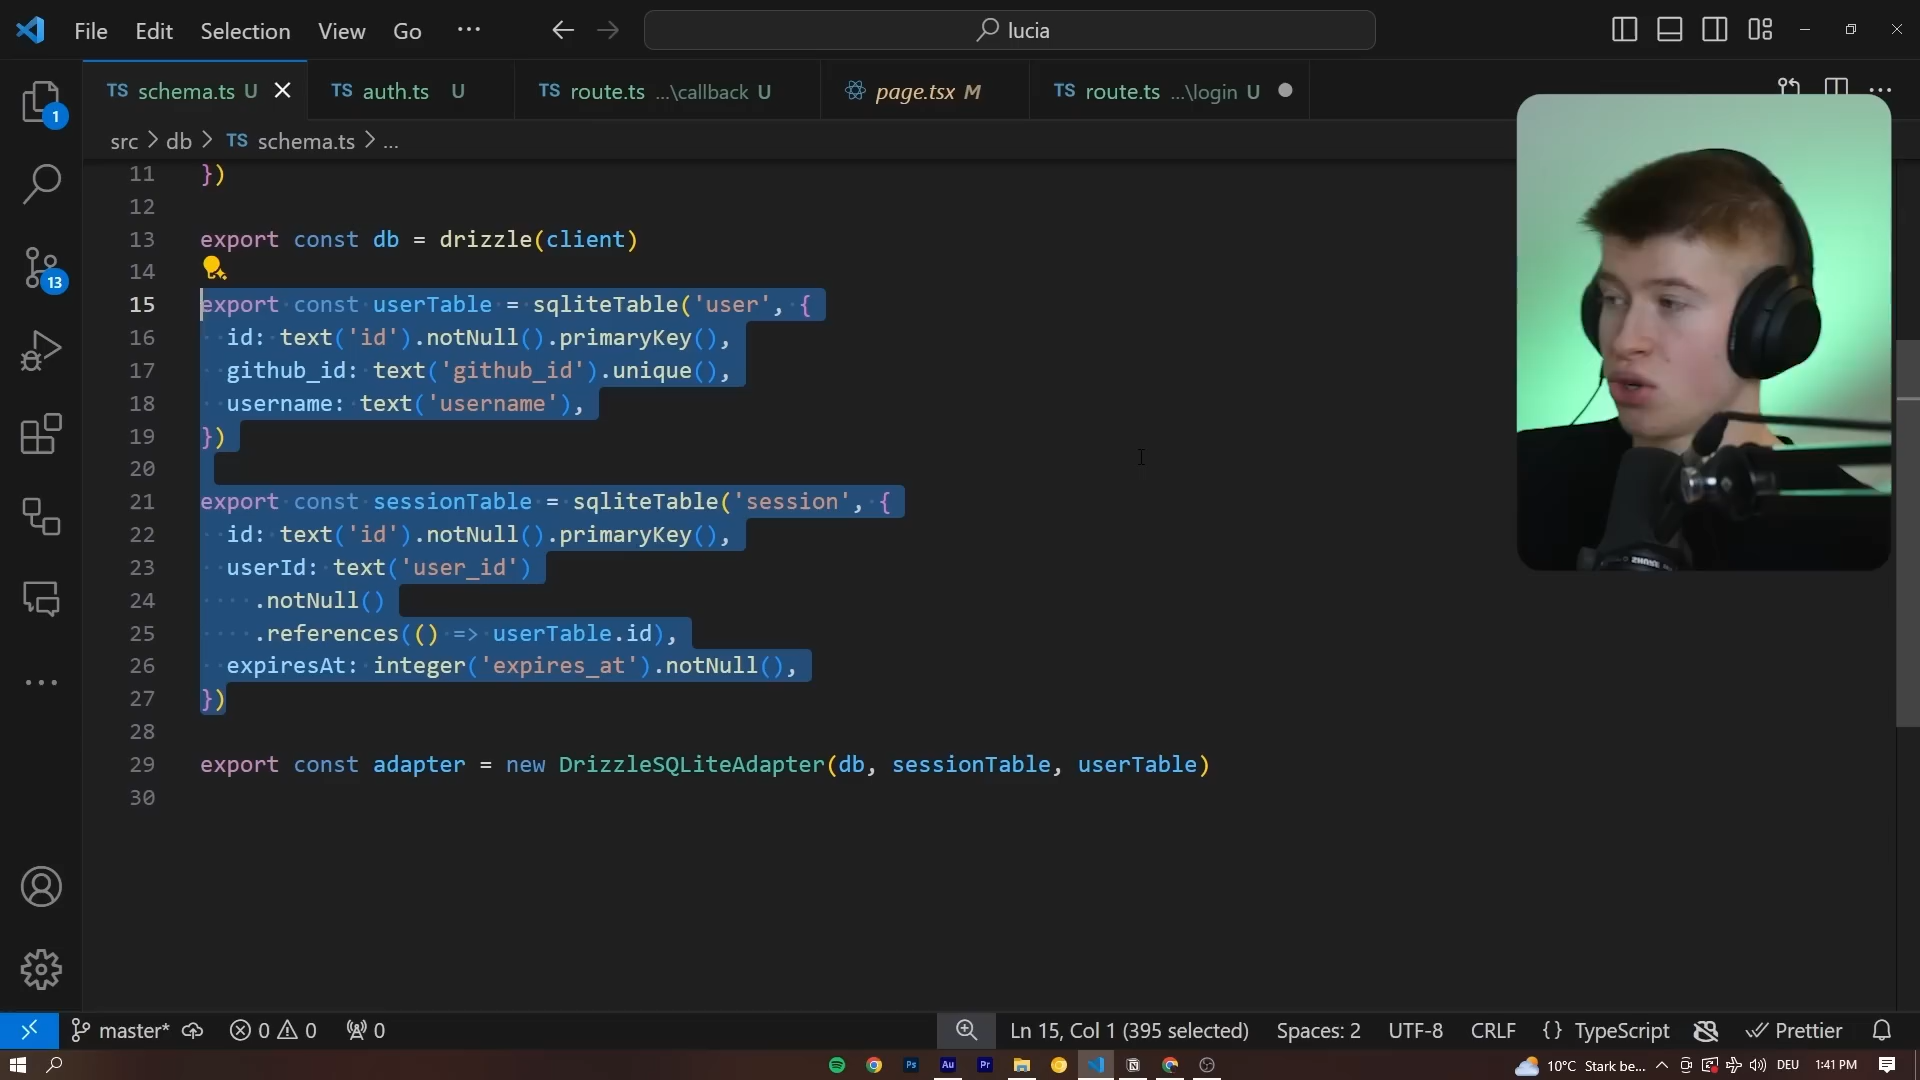 File Edit Selection View Go ... lucia
TS schema.ts U TS auth.ts U TS route.ts ...\callback U page.tsx M TS route.ts ...\login U
src > db > TS schema.ts > ...
1
13
11 })
12
13 export const db = drizzle(client)
14
15 export const userTable = sqliteTable('user', {
16 id: text('id').notNull().primaryKey(),
17 github_id: text('github_id').unique(),
18 username: text('username'),
19 })
20
21 export const sessionTable = sqliteTable('session', {
22 id: text('id').notNull().primaryKey(),
23 userId: text('user_id')
24 .notNull()
25 .references(() => userTable.id),
26 expiresAt: integer('expires_at').notNull(),
27 })
28
29 export const adapter = new DrizzleSQLiteAdapter(db, sessionTable, userTable)
30
master* 0 0 0 Ln 15, Col 1 (395 selected) Spaces: 2 UTF-8 CRLF {} TypeScript Prettier
Ps Au Pr 10°C Stark be... DEU 1:41 PM